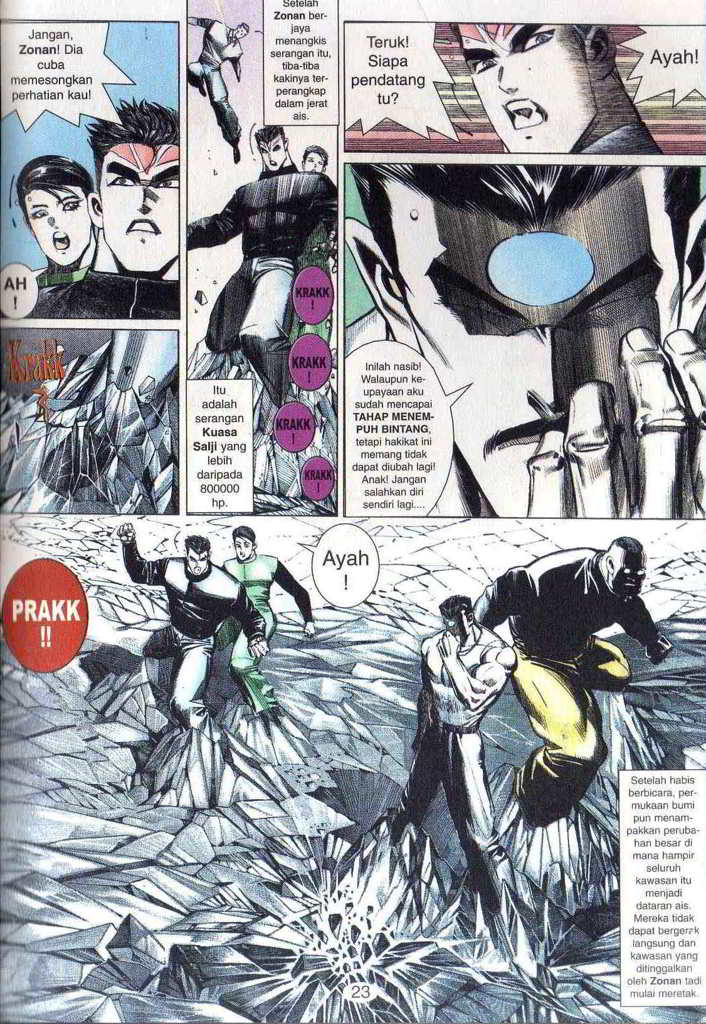 Jangan,
Zonan! Dia
cuba
memesongkan
perhatian kau!
AH
!
Krakk
Setelah
Zonan ber-
jaya
menangkis
serangan itu,
tiba-tiba
kakinya ter-
perangkap
dalam jerat
ais.
KRAKK
!
KRAKK
!
KRAKK
!
KRAKK
!
Itu
adalah
serangan
Kuasa
Salji yang
lebih
daripada
800000
hp.
Teruk!
Siapa
pendatang
tu?
Ayah!
Inilah nasib!
Walaupun ke-
upayaan aku
sudah mencapai
TAHAP MENEM-
PUH BINTANG,
tetapi hakikat ini
memang tidak
dapat diubah lagi!
Anak! Jangan
salahkan diri
sendiri lagi....
PRAKK
!!
Ayah
!
Setelah habis
berbicara, per-
mukaan bumi
pun menam-
pakkan peruba-
han besar di
mana hampir
seluruh
kawasan itu
menjadi
dataran ais.
Mereka tidak
dapat bergerak
langsung dan
kawasan yang
ditinggalkan
oleh Zonan tadi
mulai meretak.
23